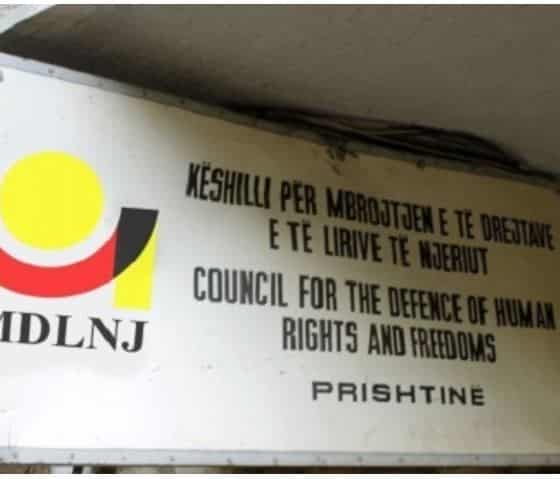 KËSHILLI PËR MBROJTJEN E TË DREJTAVE
E TË LIRIVE TË NJERIUT
COUNCIL FOR THE DEFENCE OF HUMAN
RIGHTS AND FREEDOMS
PRISHTINË
MDLNJ